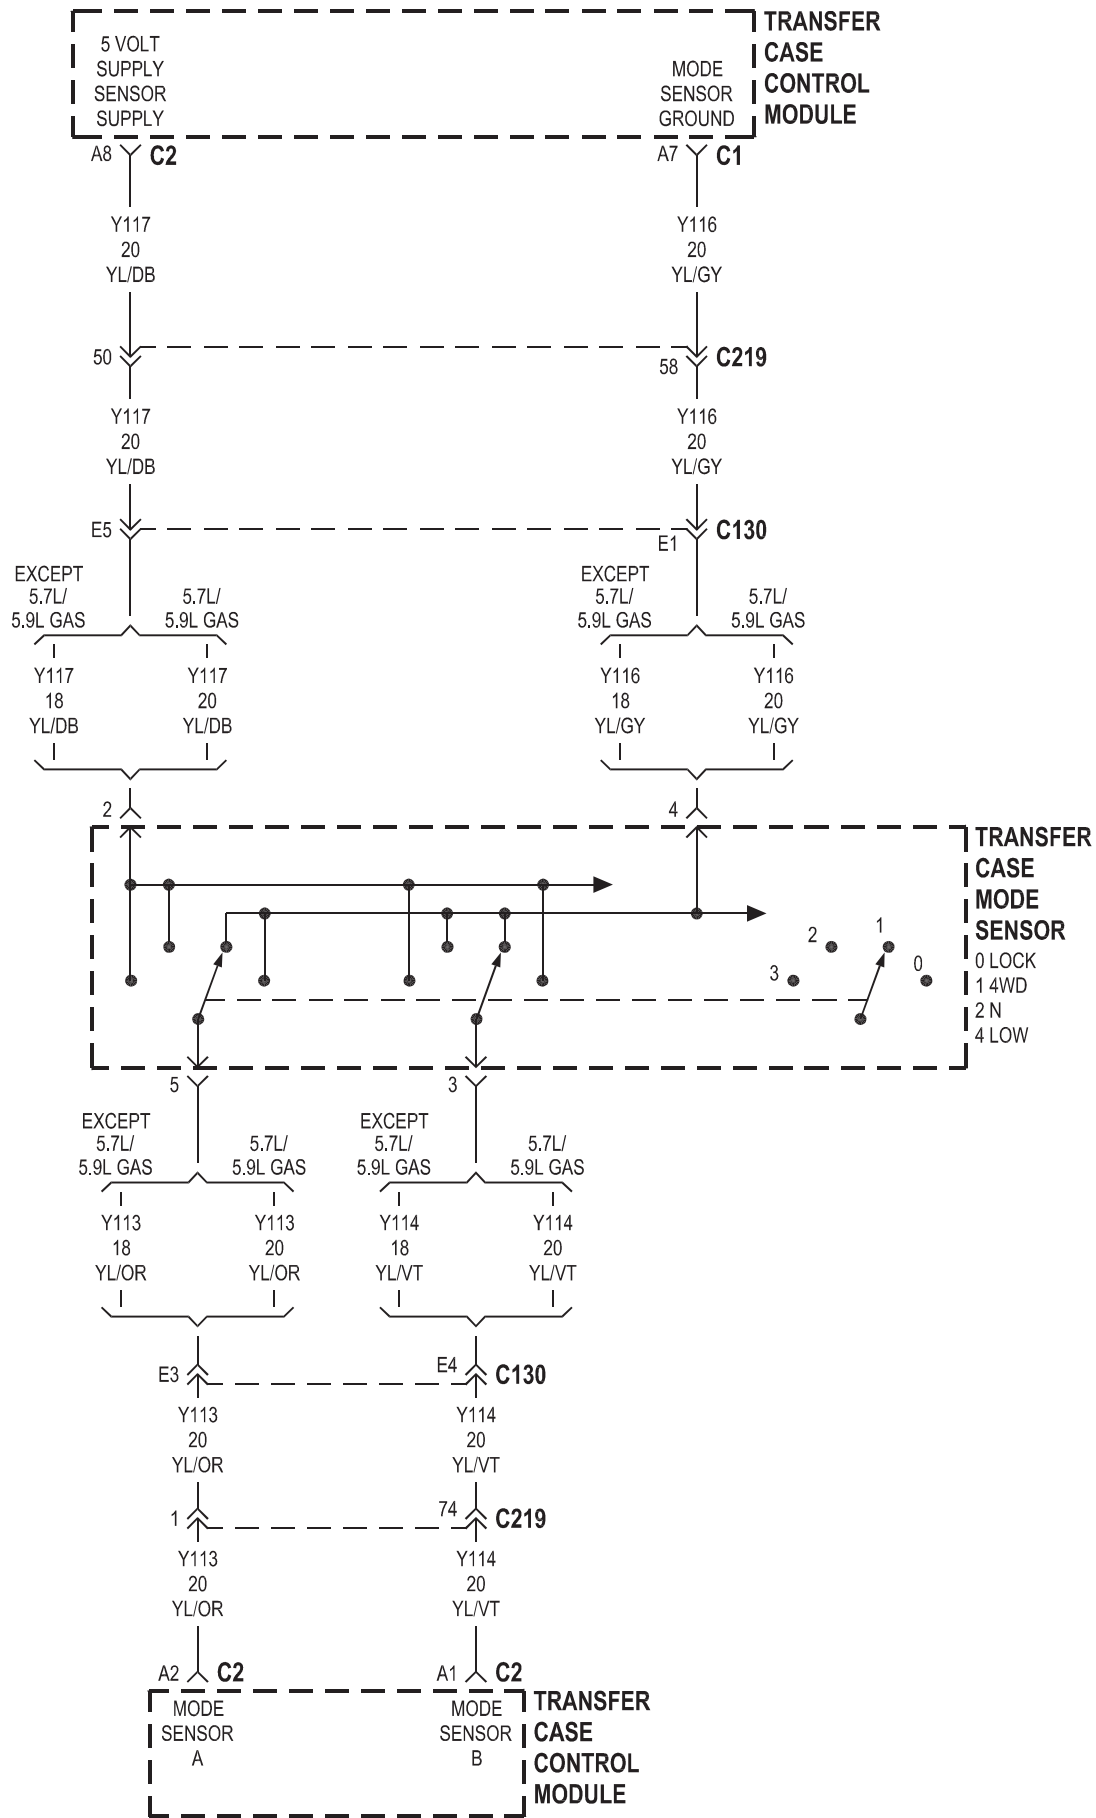 5 VOLT
SUPPLY
SENSOR
SUPPLY
MODE
SENSOR
GROUND
TRANSFER
CASE
CONTROL
MODULE
A8
C2
A7
C1
Y117
20
YL/DB
Y116
20
YL/GY
50
58
C219
Y117
20
YL/DB
Y116
20
YL/GY
E5
E1
C130
EXCEPT
5.7L/
5.9L GAS
5.7L/
5.9L GAS
EXCEPT
5.7L/
5.9L GAS
5.7L/
5.9L GAS
Y117
18
YL/DB
Y117
20
YL/DB
Y116
18
YL/GY
Y116
20
YL/GY
2
4
TRANSFER
CASE
MODE
SENSOR
0 LOCK
1 4WD
2 N
4 LOW
3
2
1
0
5
3
EXCEPT
5.7L/
5.9L GAS
5.7L/
5.9L GAS
EXCEPT
5.7L/
5.9L GAS
5.7L/
5.9L GAS
Y113
18
YL/OR
Y113
20
YL/OR
Y114
18
YL/VT
Y114
20
YL/VT
E3
E4
C130
Y113
20
YL/OR
Y114
20
YL/VT
1
74
C219
Y113
20
YL/OR
Y114
20
YL/VT
A2
C2
A1
C2
MODE
SENSOR
A
MODE
SENSOR
B
TRANSFER
CASE
CONTROL
MODULE